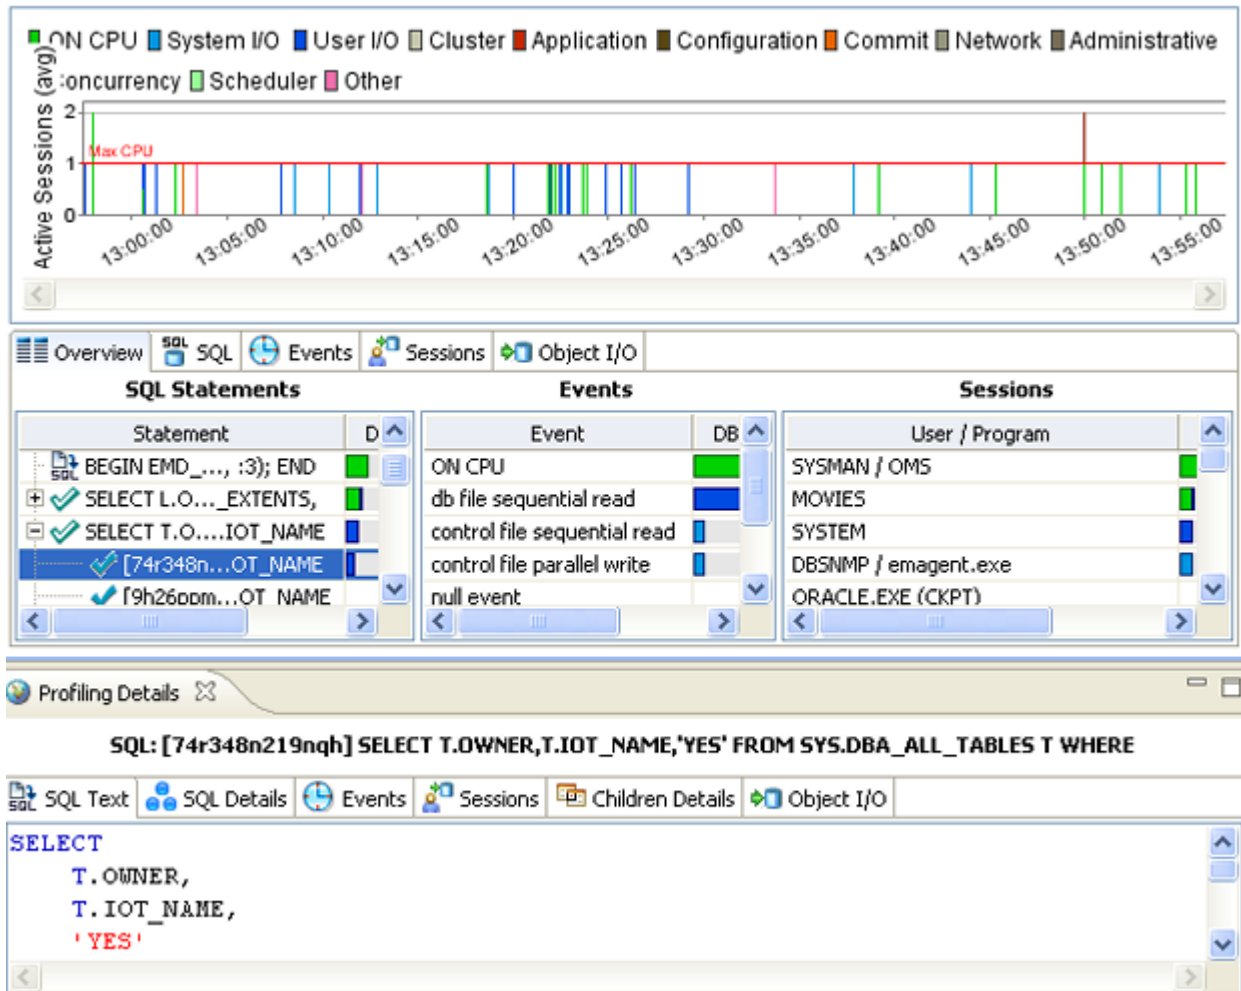 ON CPU System I/O User I/O Cluster Application Configuration Commit Network Administrative
oncurrency Scheduler Other
Active Sessions (avg)
2
Max CPU
1
0
13:00:00 13:05:00 13:10:00 13:15:00 13:20:00 13:25:00 13:30:00 13:35:00 13:40:00 13:45:00 13:50:00 13:55:00
Overview SQL Events Sessions Object I/O
SQL Statements Events Sessions
Statement D Event DB User / Program
BEGIN EMD_..., :3); END ON CPU SYSMAN / OMS
SELECT L.O..._EXTENTS, db file sequential read MOVIES
SELECT T.O....IOT_NAME control file sequential read SYSTEM
[74r348n...OT_NAME control file parallel write DBSNMP / emagent.exe
[9h26ppm...OT_NAME null event ORACLE.EXE (CKPT)
Profiling Details
SQL: [74r348n219nqh] SELECT T.OWNER,T.IOT_NAME,'YES' FROM SYS.DBA_ALL_TABLES T WHERE
SQL Text SQL Details Events Sessions Children Details Object I/O
SELECT
T.OWNER,
T.IOT_NAME,
'YES'